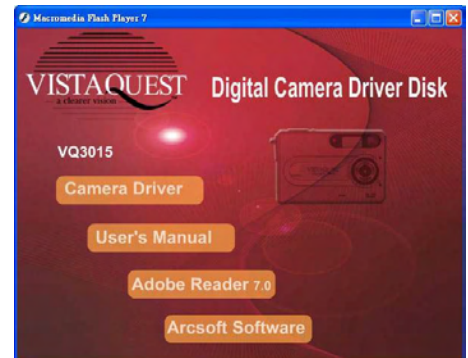 Macromedia Flash Player 7
VISTAQUEST
a clearer vision
Digital Camera Driver Disk
VQ3015
Camera Driver
User's Manual
Adobe Reader 7.0
Arcsoft Software